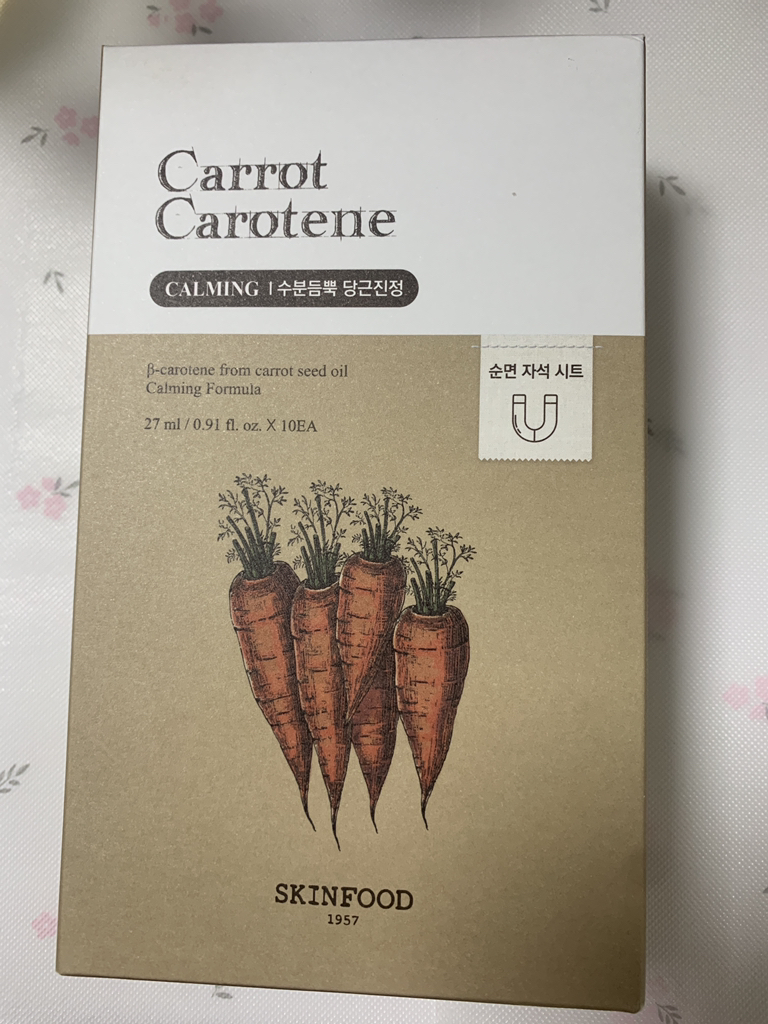 Carrot
Carotene
CALMING | 수분듬뿍 당근진정
β-carotene from carrot seed oil
Calming Formula
27 ml / 0.91 fl. oz. X 10EA
순면 자석 시트
SKINFOOD
1957